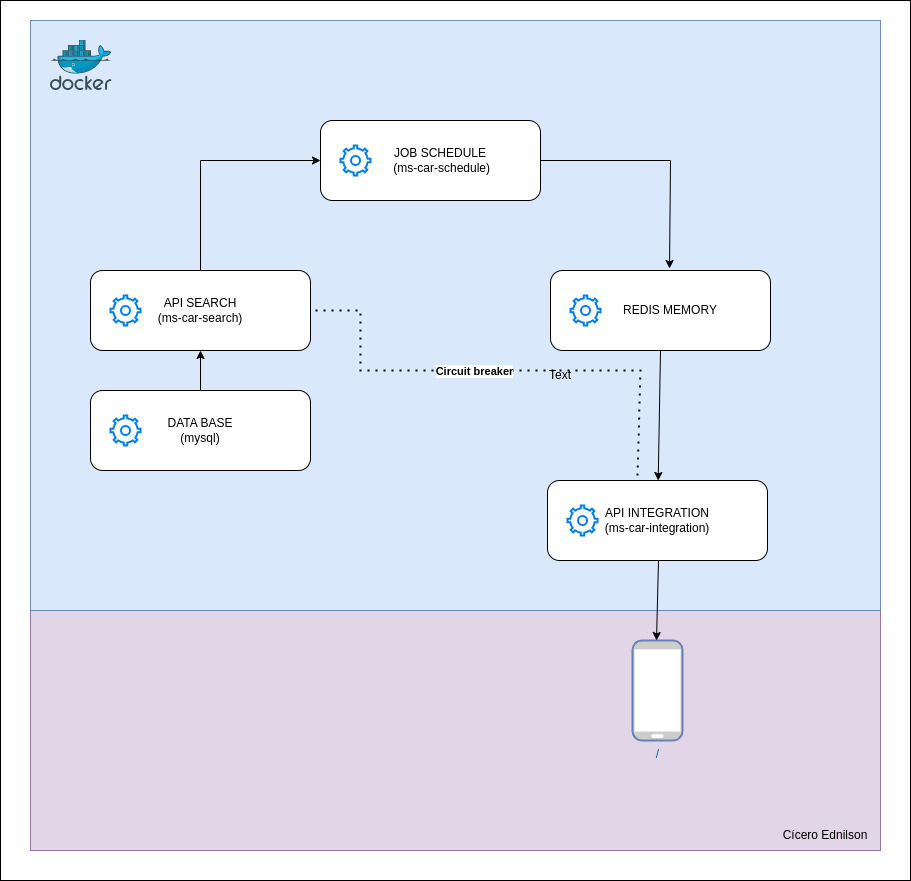 docker
JOB SCHEDULE
(ms-car-schedule)
API SEARCH
(ms-car-search)
REDIS MEMORY
Circuit breaker
Text
DATA BASE
(mysql)
API INTEGRATION
(ms-car-integration)
/
Cícero Ednilson